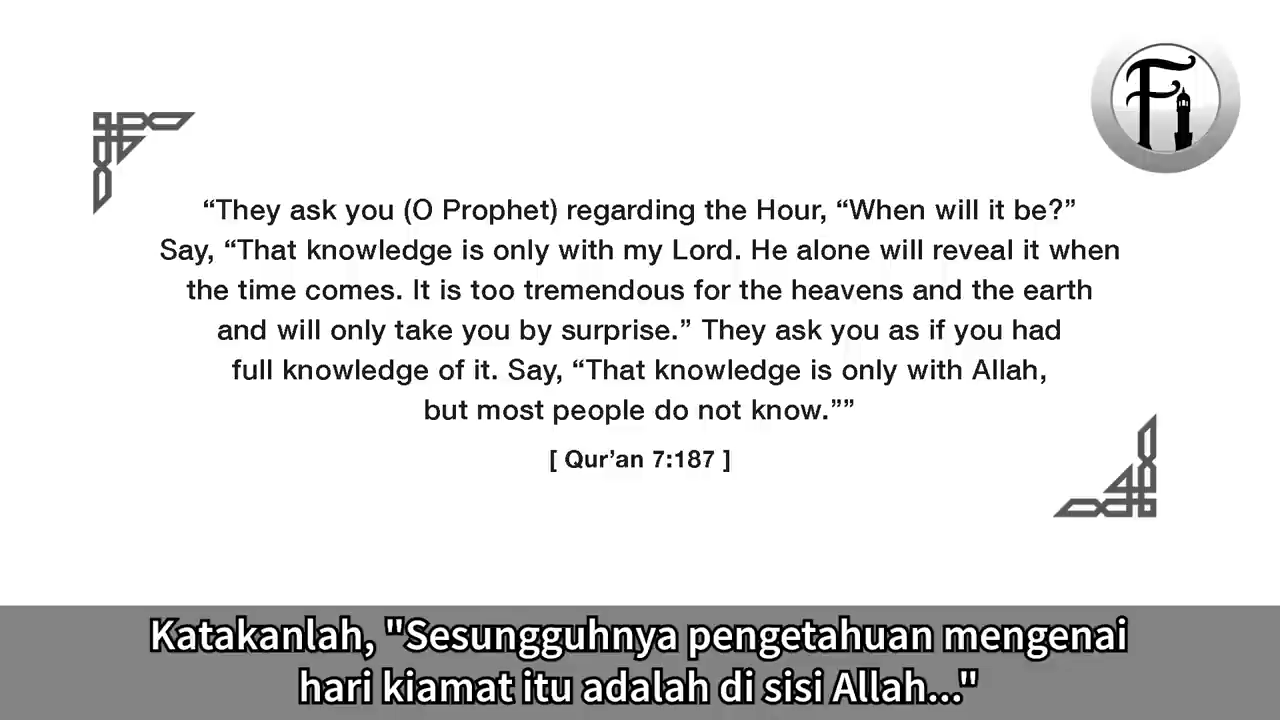 Fi
“They ask you (O Prophet) regarding the Hour, “When will it be?”
Say, “That knowledge is only with my Lord. He alone will reveal it when
the time comes. It is too tremendous for the heavens and the earth
and will only take you by surprise.” They ask you as if you had
full knowledge of it. Say, “That knowledge is only with Allah,
but most people do not know.””
[ Qur’an 7:187 ]
Katakanlah, "Sesungguhnya pengetahuan mengenai
hari kiamat itu adalah di sisi Allah..."